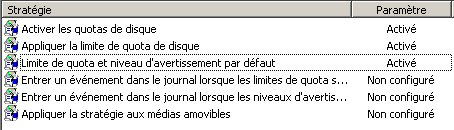 Stratégie Paramètre
Activer les quotas de disque Activé
Appliquer la limite de quota de disque Activé
Limite de quota et niveau d'avertissement par défaut Activé
Entrer un événement dans le journal lorsque les limites de quota s... Non configuré
Entrer un événement dans le journal lorsque les niveaux d'avertis... Non configuré
Appliquer la stratégie aux médias amovibles Non configuré